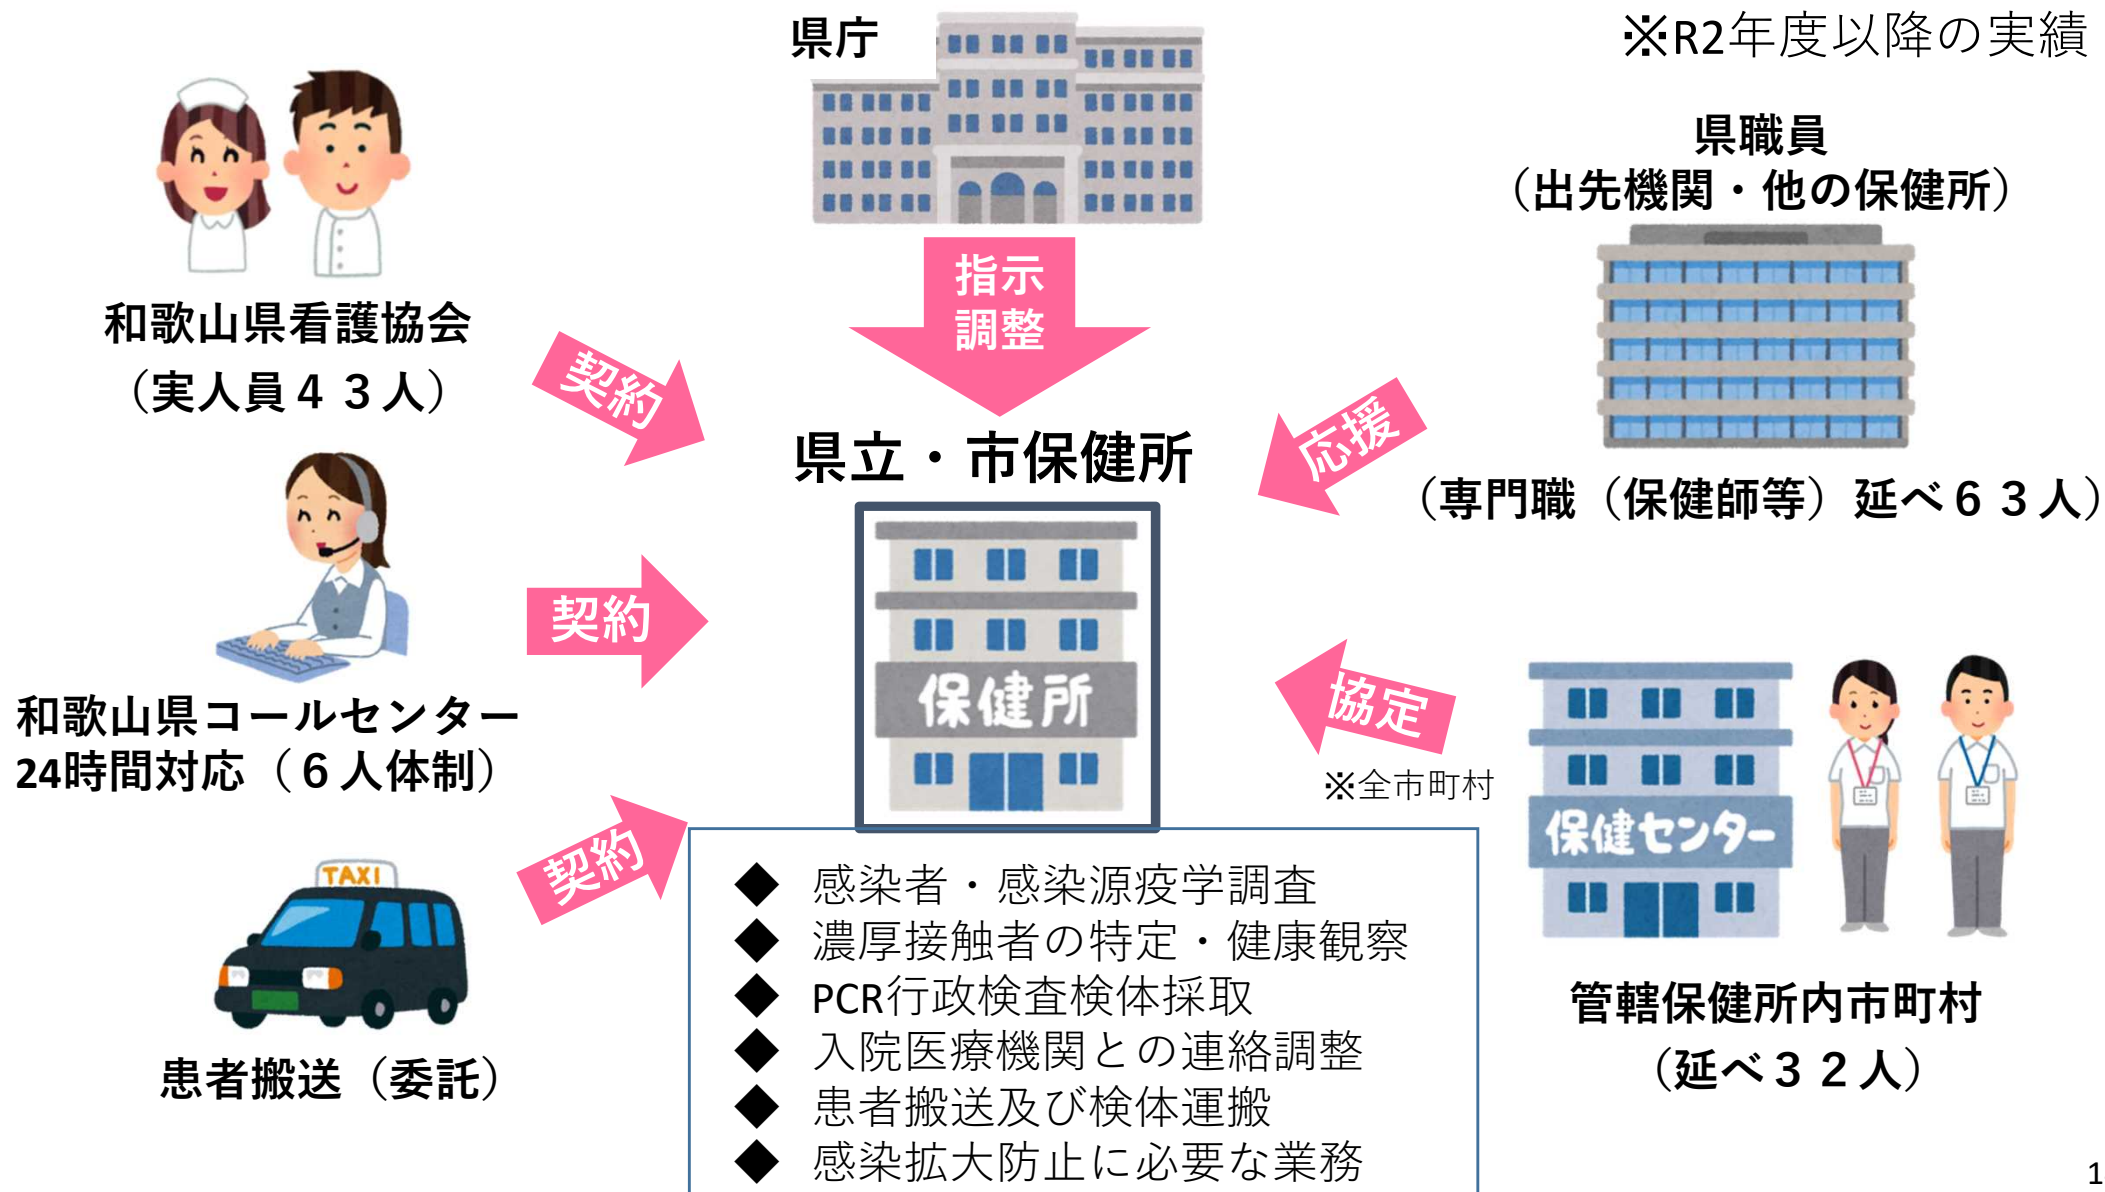 県庁
※R2年度以降の実績
県職員
（出先機関・他の保健所）
指示
調整
和歌山県看護協会
（実人員４３人）
契約
応援
県立・市保健所
（専門職（保健師等）延べ６３人）
契約
保健所
協定
※全市町村
和歌山県コールセンター
24時間対応（６人体制）
保健センター
契約
TAXI
患者搬送（委託）
管轄保健所内市町村
（延べ３２人）
◆ 感染者・感染源疫学調査
◆ 濃厚接触者の特定・健康観察
◆ PCR行政検査検体採取
◆ 入院医療機関との連絡調整
◆ 患者搬送及び検体運搬
◆ 感染拡大防止に必要な業務
1